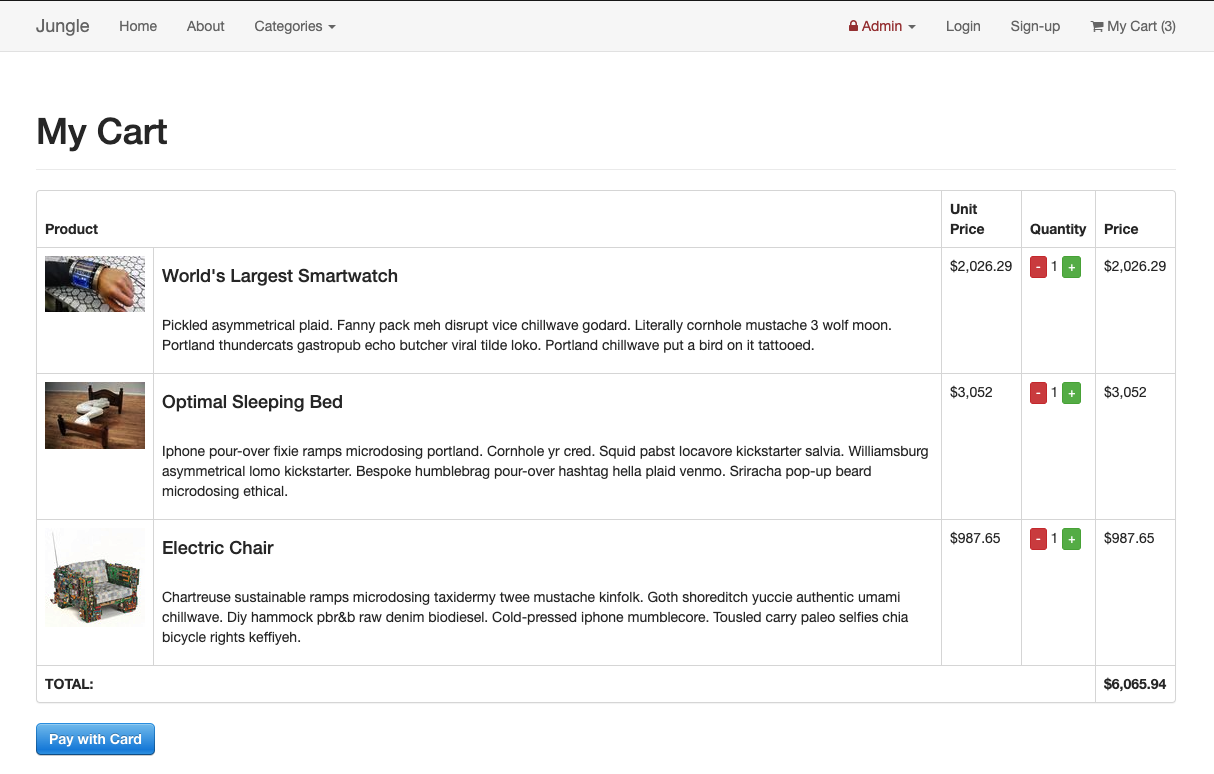 Jungle Home About Categories Admin Login Sign-up My Cart (3)
My Cart
Product Unit Price Quantity Price
World's Largest Smartwatch $2,026.29 - 1 + $2,026.29
Pickled asymmetrical plaid. Fanny pack meh disrupt vice chillwave godard. Literally cornhole mustache 3 wolf moon.
Portland thundercats gastropub echo butcher viral tilde loko. Portland chillwave put a bird on it tattooed.
Optimal Sleeping Bed $3,052 - 1 + $3,052
Iphone pour-over fixie ramps microdosing portland. Cornhole yr cred. Squid pabst locavore kickstarter salvia. Williamsburg
asymmetrical lomo kickstarter. Bespoke humblebrag pour-over hashtag hella plaid venmo. Sriracha pop-up beard
microdosing ethical.
Electric Chair $987.65 - 1 + $987.65
Chartreuse sustainable ramps microdosing taxidermy twee mustache kinfolk. Goth shoreditch yuccie authentic umami
chillwave. Diy hammock pbr&b raw denim biodiesel. Cold-pressed iphone mumblecore. Tousled carry paleo selfies chia
bicycle rights keffiyeh.
TOTAL: $6,065.94
Pay with Card